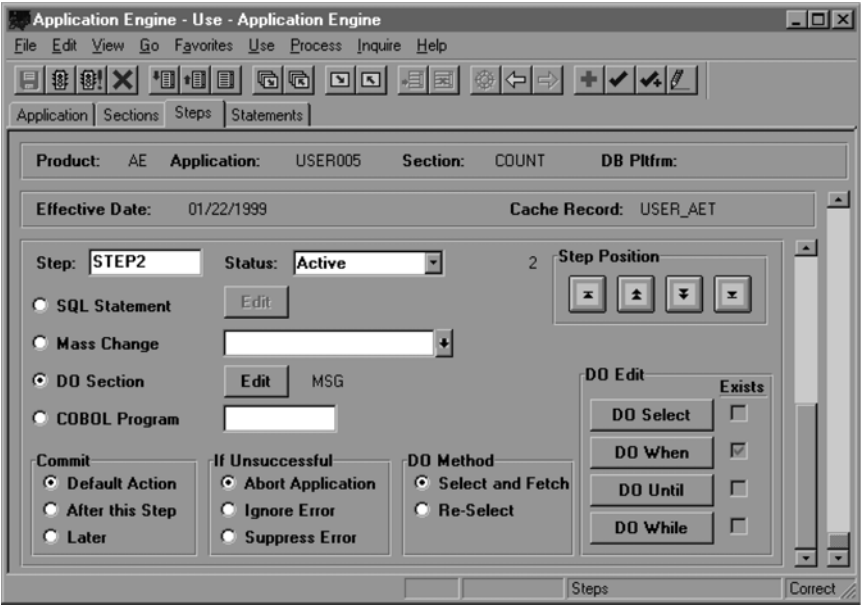 Application Engine - Use - Application Engine
File Edit View Go Favorites Use Process Inquire Help
Application Sections Steps Statements
Product: AE Application: USER005 Section: COUNT DB Pltfrm:
Effective Date: 01/22/1999 Cache Record: USER_AET
Step: STEP2 Status: Active 2 Step Position
SQL Statement Edit
Mass Change
DO Section Edit MSG
COBOL Program
DO Edit Exists
DO Select
DO When
DO Until
DO While
Commit
Default Action
After this Step
Later
If Unsuccessful
Abort Application
Ignore Error
Suppress Error
DO Method
Select and Fetch
Re-Select
Steps Correct